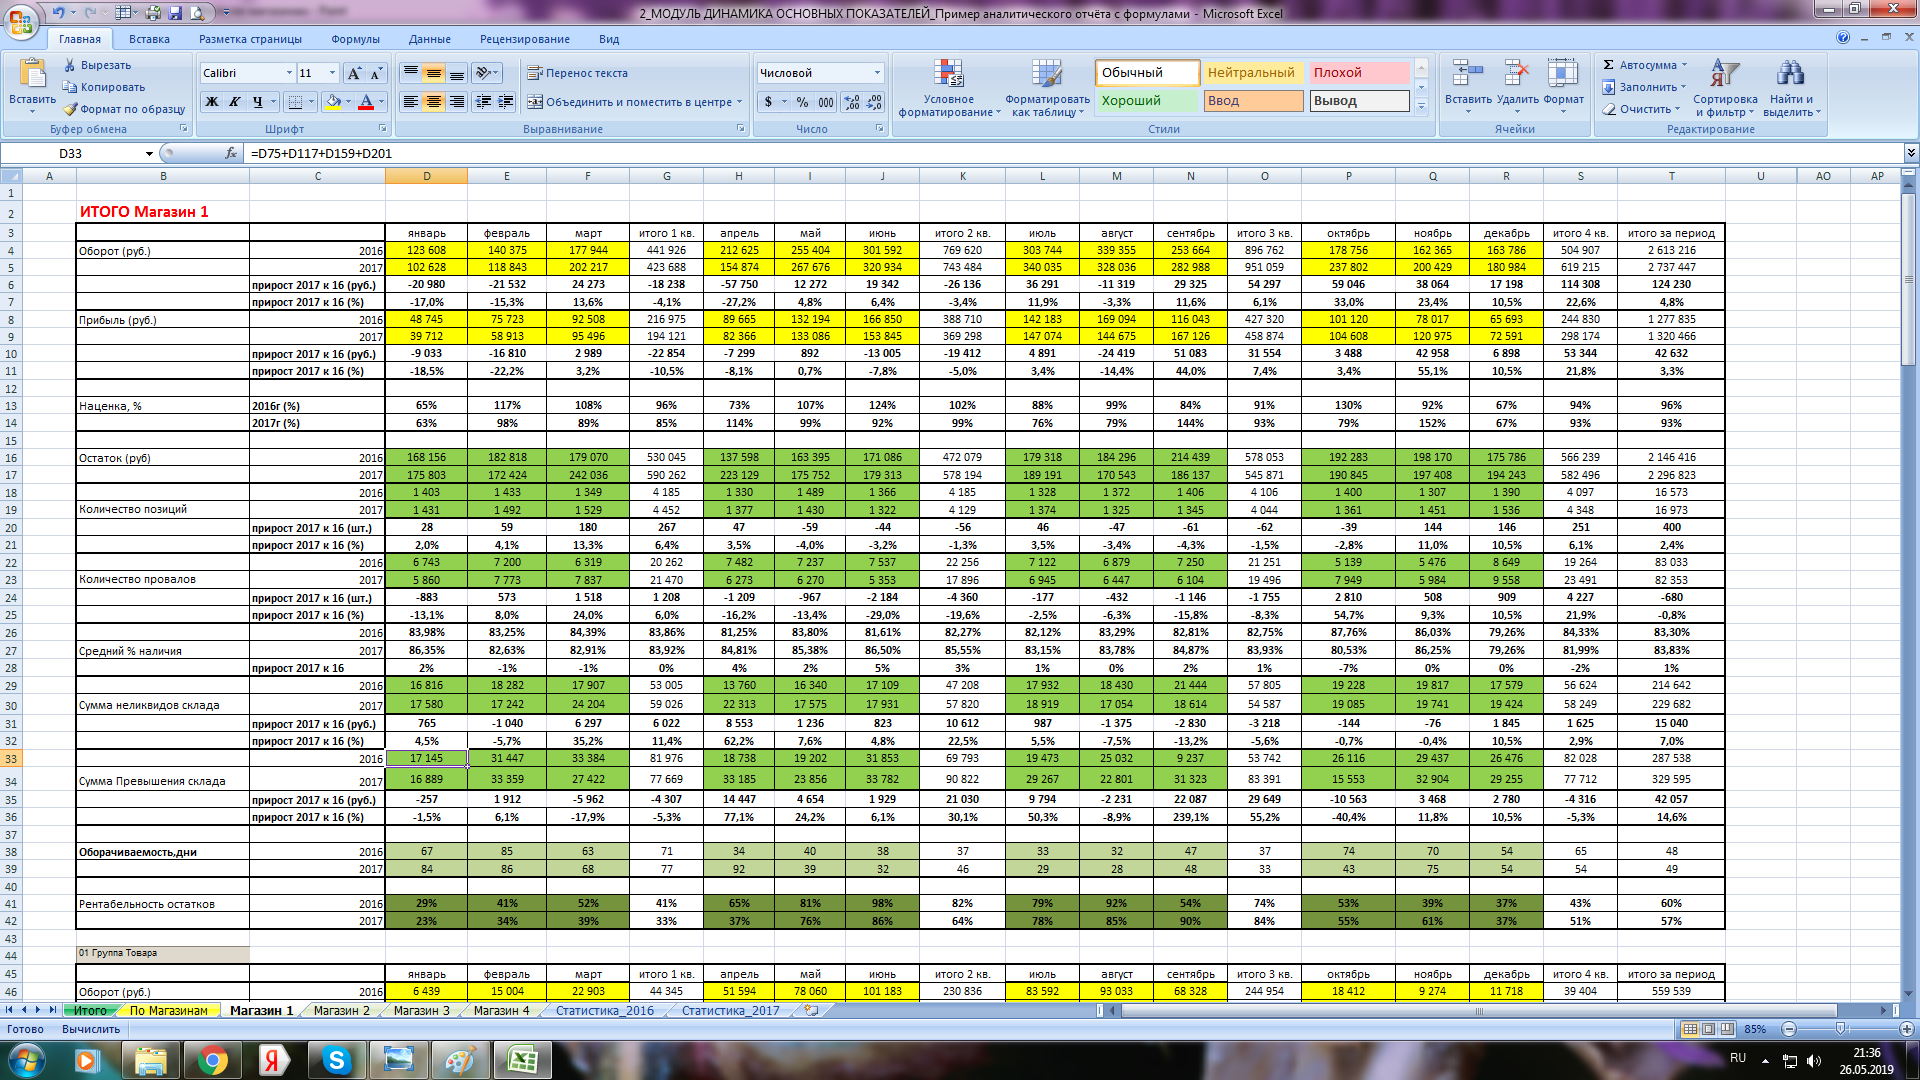 2_МОДУЛЬ ДИНАМИКА ОСНОВНЫХ ПОКАЗАТЕЛЕЙ_Пример аналитического отчёта с формулами - Microsoft Excel
Главная Вставка Разметка страницы Формулы Данные Рецензирование Вид
Вставить Вырезать Копировать Формат по образцу Буфер обмена
Calibri 11 Ж К Ч Шрифт
Перенос текста Объединить и поместить в центре Выравнивание
Числовой % 000 Число
Условное форматирование Форматировать как таблицу Обычный Нейтральный Плохой Хороший Ввод Вывод Стили
Вставить Удалить Формат Ячейки
Автосумма Заполнить Очистить Сортировка и фильтр Найти и выделить Редактирование
D33 fx =D75+D117+D159+D201
A B C D E F G H I J K L M N O P Q R S T U AO AP
1
2 ИТОГО Магазин 1
3 январь февраль март итого 1 кв. апрель май июнь итого 2 кв. июль август сентябрь итого 3 кв. октябрь ноябрь декабрь итого 4 кв. итого за период
4 Оборот (руб.) 2016 123 608 140 375 177 944 441 926 212 625 255 404 301 592 769 620 303 744 339 355 253 664 896 762 178 756 162 365 163 786 504 907 2 613 216
5 2017 102 628 118 843 202 217 423 688 154 874 267 676 320 934 743 484 340 035 328 036 282 988 951 059 237 802 200 429 180 984 619 215 2 737 447
6 прирост 2017 к 16 (руб.) -20 980 -21 532 24 273 -18 238 -57 750 12 272 19 342 -26 136 36 291 -11 319 29 325 54 297 59 046 38 064 17 198 114 308 124 230
7 прирост 2017 к 16 (%) -17,0% -15,3% 13,6% -4,1% -27,2% 4,8% 6,4% -3,4% 11,9% -3,3% 11,6% 6,1% 33,0% 23,4% 10,5% 22,6% 4,8%
8 Прибыль (руб.) 2016 48 745 75 723 92 508 216 975 89 665 132 194 166 850 388 710 142 183 169 094 116 043 427 320 101 120 78 017 65 693 244 830 1 277 835
9 2017 39 712 58 913 95 496 194 121 82 366 133 086 153 845 369 298 147 074 144 675 167 126 458 874 104 608 120 975 72 591 298 174 1 320 466
10 прирост 2017 к 16 (руб.) -9 033 -16 810 2 989 -22 854 -7 299 892 -13 005 -19 412 4 891 -24 419 51 083 31 554 3 488 42 958 6 898 53 344 42 632
11 прирост 2017 к 16 (%) -18,5% -22,2% 3,2% -10,5% -8,1% 0,7% -7,8% -5,0% 3,4% -14,4% 44,0% 7,4% 3,4% 55,1% 10,5% 21,8% 3,3%
12
13 Наценка, % 2016г (%) 65% 117% 108% 96% 73% 107% 124% 102% 88% 99% 84% 91% 130% 92% 67% 94% 96%
14 2017г (%) 63% 98% 89% 85% 114% 99% 92% 99% 76% 79% 144% 93% 79% 152% 67% 93% 93%
15
16 Остаток (руб) 2016 168 156 182 818 179 070 530 045 137 598 163 395 171 086 472 079 179 318 184 296 214 439 578 053 192 283 198 170 175 786 566 239 2 146 416
17 2017 175 803 172 424 242 036 590 262 223 129 175 752 179 313 578 194 189 191 170 543 186 137 545 871 190 845 197 408 194 243 582 496 2 296 823
18 2016 1 403 1 433 1 349 4 185 1 330 1 489 1 366 4 185 1 328 1 372 1 406 4 106 1 400 1 307 1 390 4 097 16 573
19 Количество позиций 2017 1 431 1 492 1 529 4 452 1 377 1 430 1 322 4 129 1 374 1 325 1 345 4 044 1 361 1 451 1 536 4 348 16 973
20 прирост 2017 к 16 (шт.) 28 59 180 267 47 -59 -44 -56 46 -47 -61 -62 -39 144 146 251 400
21 прирост 2017 к 16 (%) 2,0% 4,1% 13,3% 6,4% 3,5% -4,0% -3,2% -1,3% 3,5% -3,4% -4,3% -1,5% -2,8% 11,0% 10,5% 6,1% 2,4%
22 2016 6 743 7 200 6 319 20 262 7 482 7 237 7 537 22 256 7 122 6 879 7 250 21 251 5 139 5 476 8 649 19 264 83 033
23 Количество провалов 2017 5 860 7 773 7 837 21 470 6 273 6 270 5 353 17 896 6 945 6 447 6 104 19 496 7 949 5 984 9 558 23 491 82 353
24 прирост 2017 к 16 (шт.) -883 573 1 518 1 208 -1 209 -967 -2 184 -4 360 -177 -432 -1 146 -1 755 2 810 508 909 4 227 -680
25 прирост 2017 к 16 (%) -13,1% 8,0% 24,0% 6,0% -16,2% -13,4% -29,0% -19,6% -2,5% -6,3% -15,8% -8,3% 54,7% 9,3% 10,5% 21,9% -0,8%
26 2016 83,98% 83,25% 84,39% 83,86% 81,25% 83,80% 81,61% 82,27% 82,12% 83,29% 82,81% 82,75% 87,76% 86,03% 79,26% 84,33% 83,30%
27 Средний % наличия 2017 86,35% 82,63% 82,91% 83,92% 84,81% 85,38% 86,50% 85,55% 83,15% 83,78% 84,87% 83,93% 80,53% 86,25% 79,26% 81,99% 83,83%
28 прирост 2017 к 16 2% -1% -1% 0% 4% 2% 5% 3% 1% 0% 2% 1% -7% 0% 0% -2% 1%
29 2016 16 816 18 282 17 907 53 005 13 760 16 340 17 109 47 208 17 932 18 430 21 444 57 805 19 228 19 817 17 579 56 624 214 642
30 Сумма неликвидов склада 2017 17 580 17 242 24 204 59 026 22 313 17 575 17 931 57 820 18 919 17 054 18 614 54 587 19 085 19 741 19 424 58 249 229 682
31 прирост 2017 к 16 (руб.) 765 -1 040 6 297 6 022 8 553 1 236 823 10 612 987 -1 375 -2 830 -3 218 -144 -76 1 845 1 625 15 040
32 прирост 2017 к 16 (%) 4,5% -5,7% 35,2% 11,4% 62,2% 7,6% 4,8% 22,5% 5,5% -7,5% -13,2% -5,6% -0,7% -0,4% 10,5% 2,9% 7,0%
33 2016 17 145 31 447 33 384 81 976 18 738 19 202 31 853 69 793 19 473 25 032 9 237 53 742 26 116 29 437 26 476 82 028 287 538
34 Сумма Превышения склада 2017 16 889 33 359 27 422 77 669 33 185 23 856 33 782 90 822 29 267 22 801 31 323 83 391 15 553 32 904 29 255 77 712 329 595
35 прирост 2017 к 16 (руб.) -257 1 912 -5 962 -4 307 14 447 4 654 1 929 21 030 9 794 -2 231 22 087 29 649 -10 563 3 468 2 780 -4 316 42 057
36 прирост 2017 к 16 (%) -1,5% 6,1% -17,9% -5,3% 77,1% 24,2% 6,1% 30,1% 50,3% -8,9% 239,1% 55,2% -40,4% 11,8% 10,5% -5,3% 14,6%
37
38 Оборачиваемость,дни 2016 67 85 63 71 34 40 38 37 33 32 47 37 74 70 54 65 48
39 2017 84 86 68 77 92 39 32 46 29 28 48 33 43 75 54 54 49
40
41 Рентабельность остатков 2016 29% 41% 52% 41% 65% 81% 98% 82% 79% 92% 54% 74% 53% 39% 37% 43% 60%
42 2017 23% 34% 39% 33% 37% 76% 86% 64% 78% 85% 90% 84% 55% 61% 37% 51% 57%
43
44 01 Группа Товара
45 январь февраль март итого 1 кв. апрель май июнь итого 2 кв. июль август сентябрь итого 3 кв. октябрь ноябрь декабрь итого 4 кв. итого за период
46 Оборот (руб.) 2016 6 439 15 004 22 903 44 345 51 594 78 060 101 183 230 836 83 592 93 033 68 328 244 954 18 412 9 274 11 718 39 404 559 539
Итого По Магазинам Магазин 1 Магазин 2 Магазин 3 Магазин 4 Статистика_2016 Статистика_2017
Готово Вычислить 85%
RU 21:36
26.05.2019